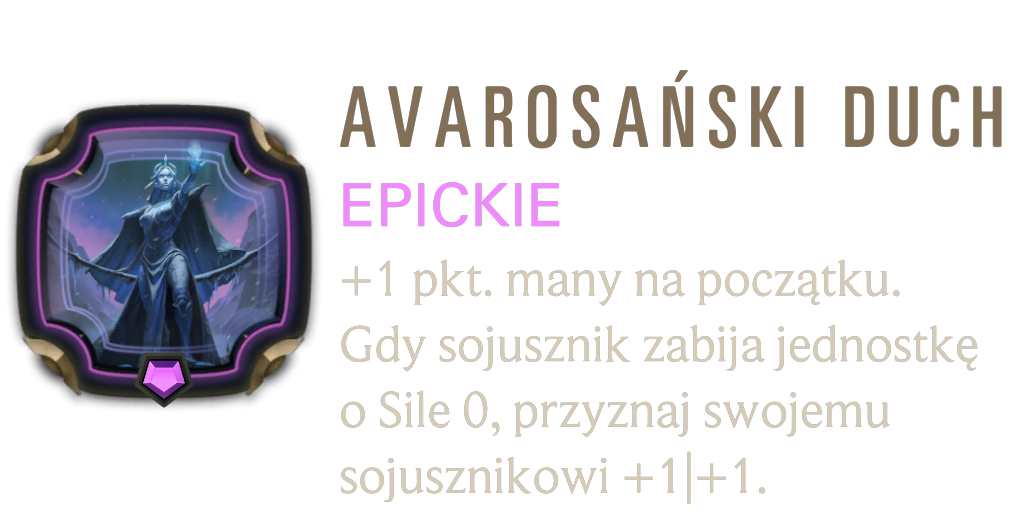 AVAROSAŃSKI DUCH
EPICKIE
+1 pkt. many na początku.
Gdy sojusznik zabija jednostkę
o Sile 0, przyznaj swojemu
sojusznikowi +1|+1.